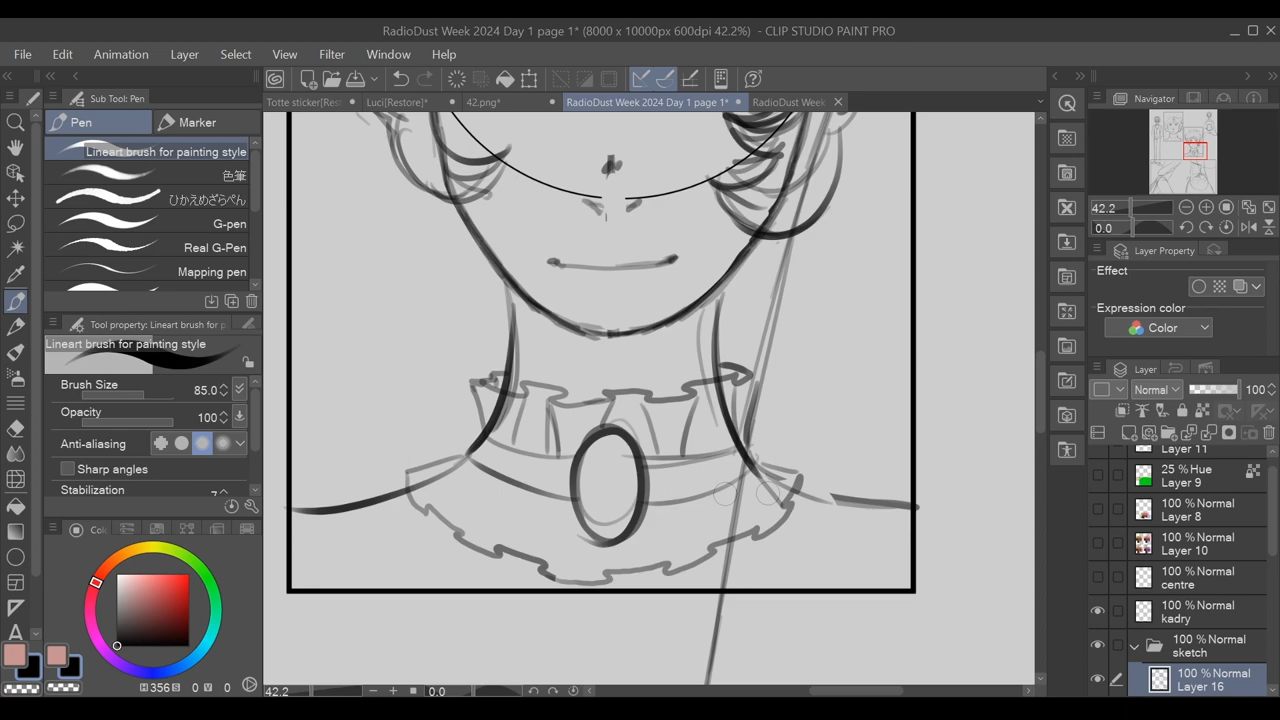 RadioDust Week 2024 Day 1 page 1* (8000 x 10000px 600dpi 42.2%)  - CLIP STUDIO PAINT PRO
File Edit Animation Layer Select View Filter Window Help
Sub Tool: Pen
Totte sticker[Res
Luci[Restore]*
42.png*
RadioDust Week 2024 Day 1 page 1*
RadioDust Week
Navigator
Pen
Marker
Lineart brush for painting style
色筆
ひかえめざらぺん
G-pen
Real G-Pen
Mapping pen
Tool property: Lineart brush for p
Lineart brush for painting style
Brush Size 85.0
Opacity 100
Anti-aliasing
Sharp angles
Stabilization 7
Col
H 356 S 0 V 0
42.2
0.0
42.2
0.0
Layer Property
Effect
Expression color
Color
Layer
Normal 100
Layer 11
25 % Hue
Layer 9
100 % Normal
Layer 8
100 % Normal
Layer 10
100 % Normal
centre
100 % Normal
kadry
100 % Normal
sketch
100 % Normal
Layer 16